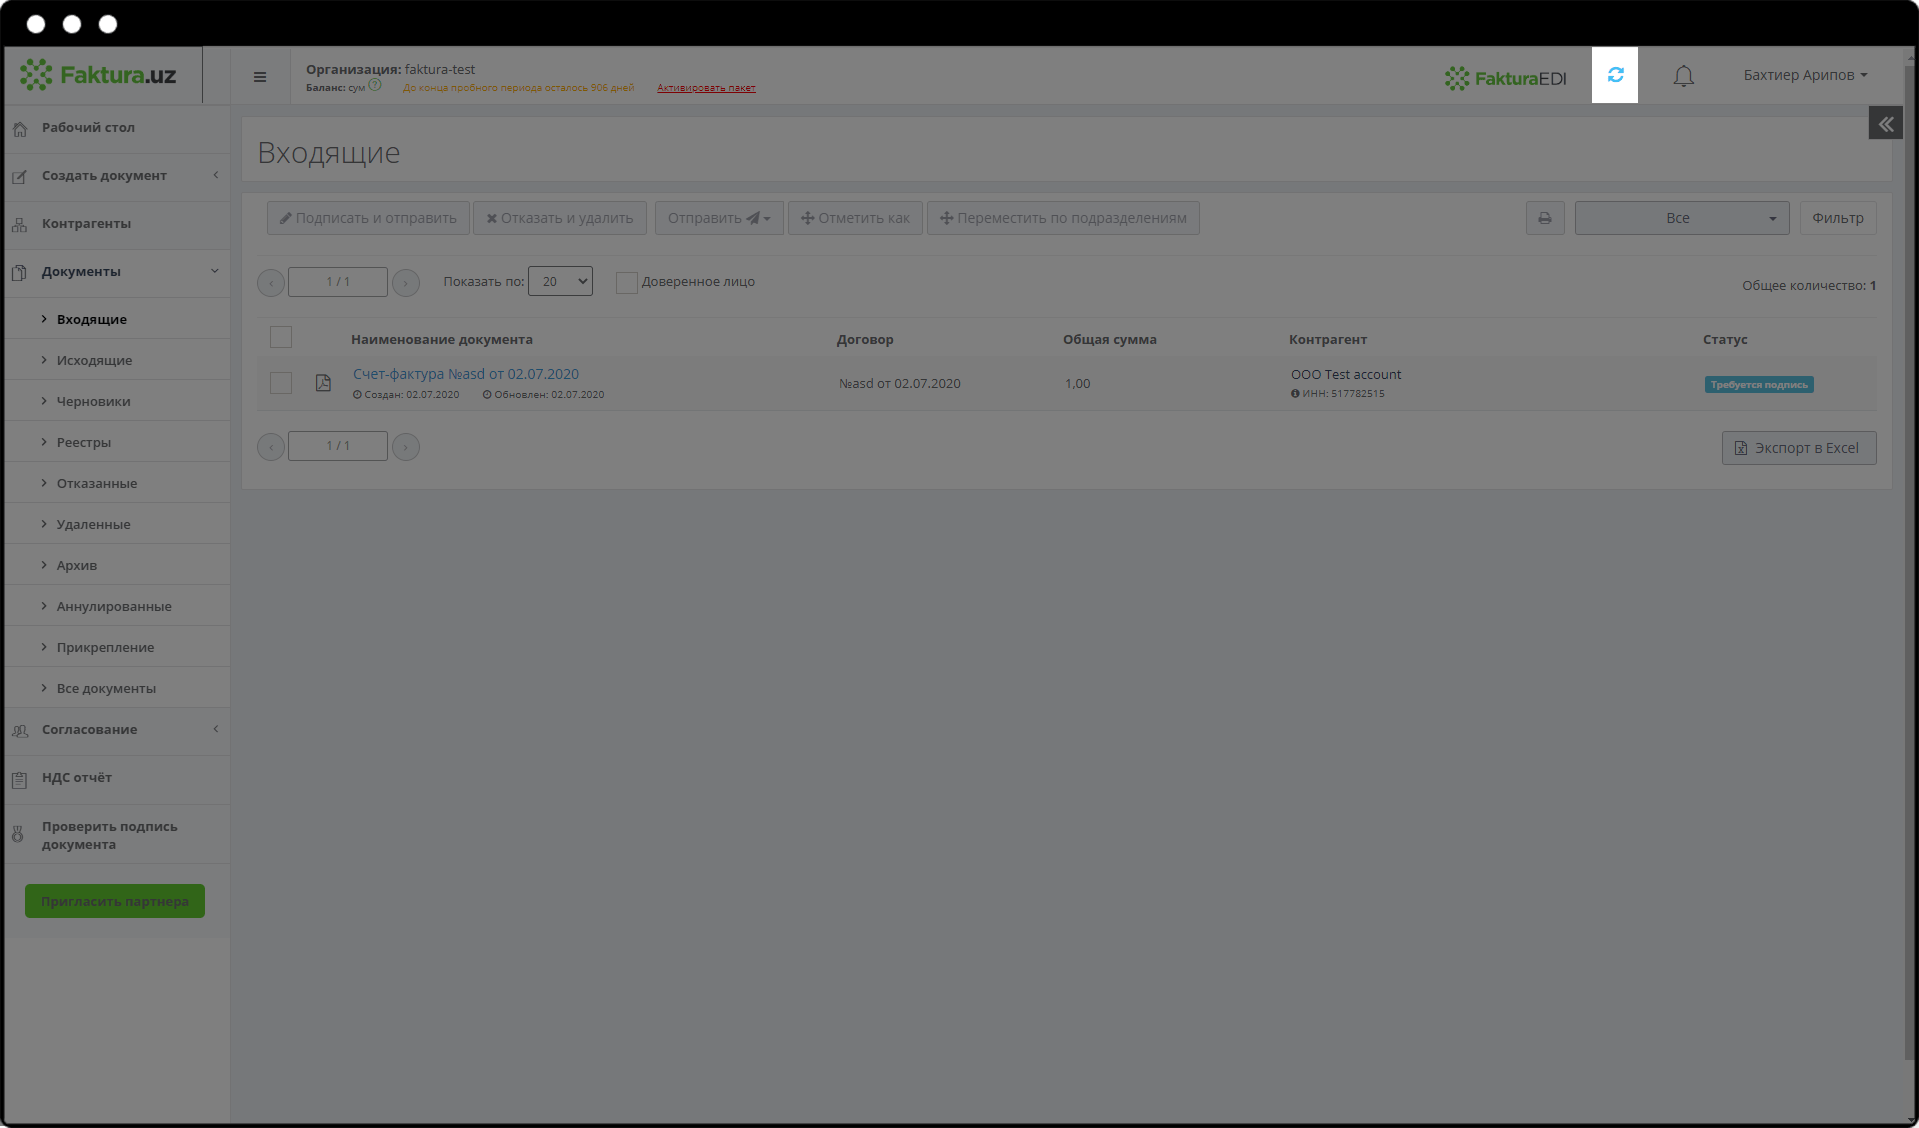 Faktura.uz
Организация: faktura-test
Баланс: сум ? До конца пробного периода осталось 906 дней Активировать пакет
FakturaEDI
Бахтиер Арипов
Рабочий стол
Создать документ
Контрагенты
Документы
Входящие
Исходящие
Черновики
Реестры
Отказанные
Удаленные
Архив
Аннулированные
Прикрепление
Все документы
Согласование
НДС отчёт
Проверить подпись
документа
Пригласить партнера
Входящие
Подписать и отправить Отказать и удалить Отправить Отметить как Переместить по подразделениям Все Фильтр
1 / 1 Показать по: 20 Доверенное лицо
Общее количество: 1
Наименование документа Договор Общая сумма Контрагент Статус
Счет-фактура №asd от 02.07.2020
Создан: 02.07.2020 Обновлен: 02.07.2020
№asd от 02.07.2020
1,00
ООО Test account
ИНН: 517782515
Требуется подпись
1 / 1
Экспорт в Excel